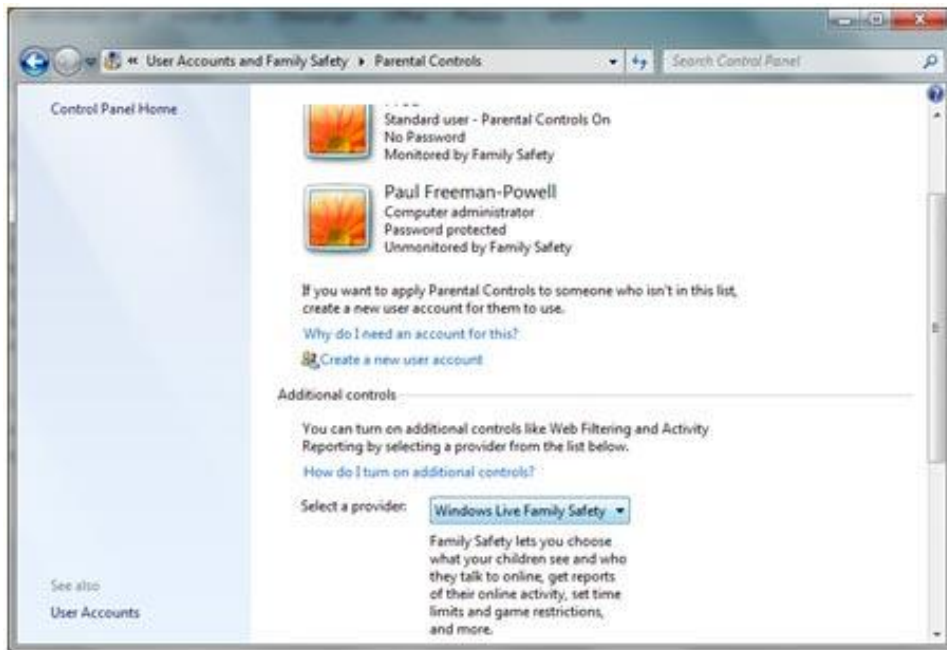 « User Accounts and Family Safety ▸ Parental Controls
Search Control Panel
Control Panel Home
Standard user - Parental Controls On
No Password
Monitored by Family Safety
Paul Freeman-Powell
Computer administrator
Password protected
Unmonitored by Family Safety
If you want to apply Parental Controls to someone who isn't in this list,
create a new user account for them to use.
Why do I need an account for this?
Create a new user account
Additional controls
You can turn on additional controls like Web Filtering and Activity
Reporting by selecting a provider from the list below.
How do I turn on additional controls?
Select a provider:
Windows Live Family Safety
Family Safety lets you choose
what your children see and who
they talk to online, get reports
of their online activity, set time
limits and game restrictions,
and more.
See also
User Accounts